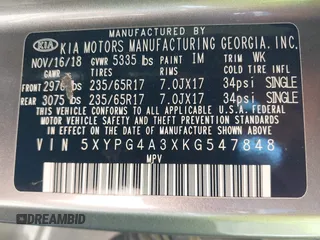 MANUFACTURED BY
KIA KIA MOTORS MANUFACTURING GEORGIA, INC.
NOV/16/18 GVWR 5335 lbs PAINT IM TRIM WK
GAWR TIRES RIMS COLD TIRE INF.
FRONT 2976 lbs 235/65R17 7.0JX17 34psi SINGLE
REAR 3075 lbs 235/65R17 7.0JX17 34psi SINGLE
THIS VEHICLE CONFORMS TO ALL APPLICABLE U.S.A. FEDERAL
MOTOR VEHICLE SAFETY AND THEFT PREVENTION STANDARDS
IN EFFECT ON THE DATE OF MANUFACTURE SHOWN ABOVE.
VIN 5XYPG4A3XKG547848
MPV
DREAMBID